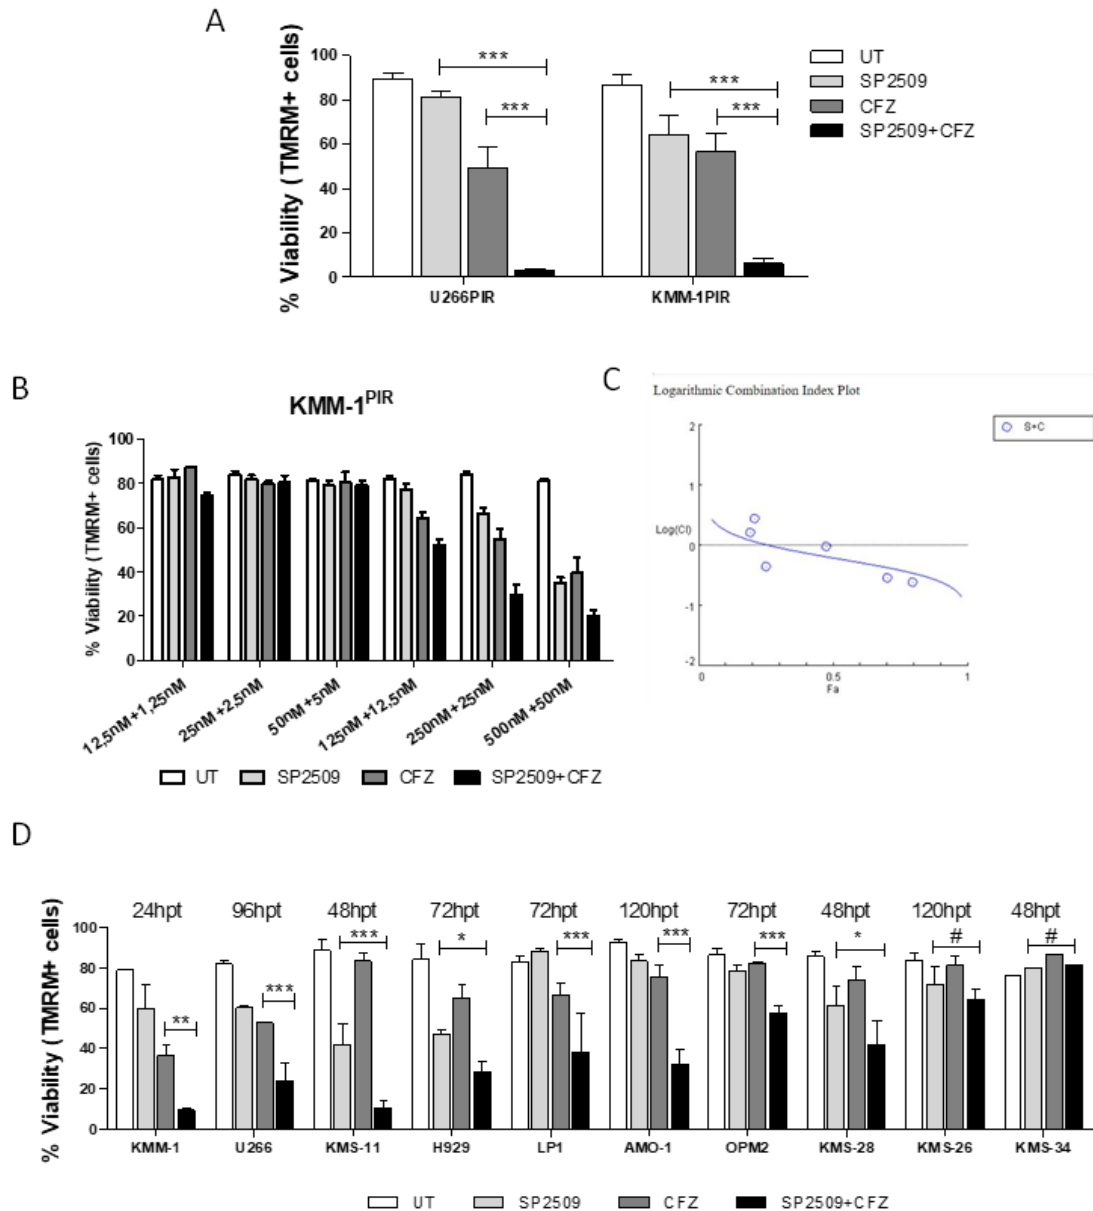 A
% Viability (TMRM+ cells)
100
80
60
40
20
0
***
***
***
***
U266PIR
KMM-1PIR
UT
SP2509
CFZ
SP2509+CFZ
B
KMM-1PIR
% Viability (TMRM+ cells)
100
80
60
40
20
0
12,5nM+1,25nM
25nM+2,5nM
50nM+5nM
125nM+12,5nM
250nM+25nM
500nM+50nM
UT
SP2509
CFZ
SP2509+CFZ
C
Logarithmic Combination Index Plot
S+C
2
1
Log(CI)
0
-1
-2
0
0.5
1
Fa
D
% Viability (TMRM+ cells)
100
80
60
40
20
0
24hpt
96hpt
48hpt
72hpt
72hpt
120hpt
72hpt
48hpt
120hpt
48hpt
**
***
***
*
***
***
***
*
#
#
KMM-1
U266
KMS-11
H929
LP1
AMO-1
OPM2
KMS-28
KMS-26
KMS-34
UT
SP2509
CFZ
SP2509+CFZ